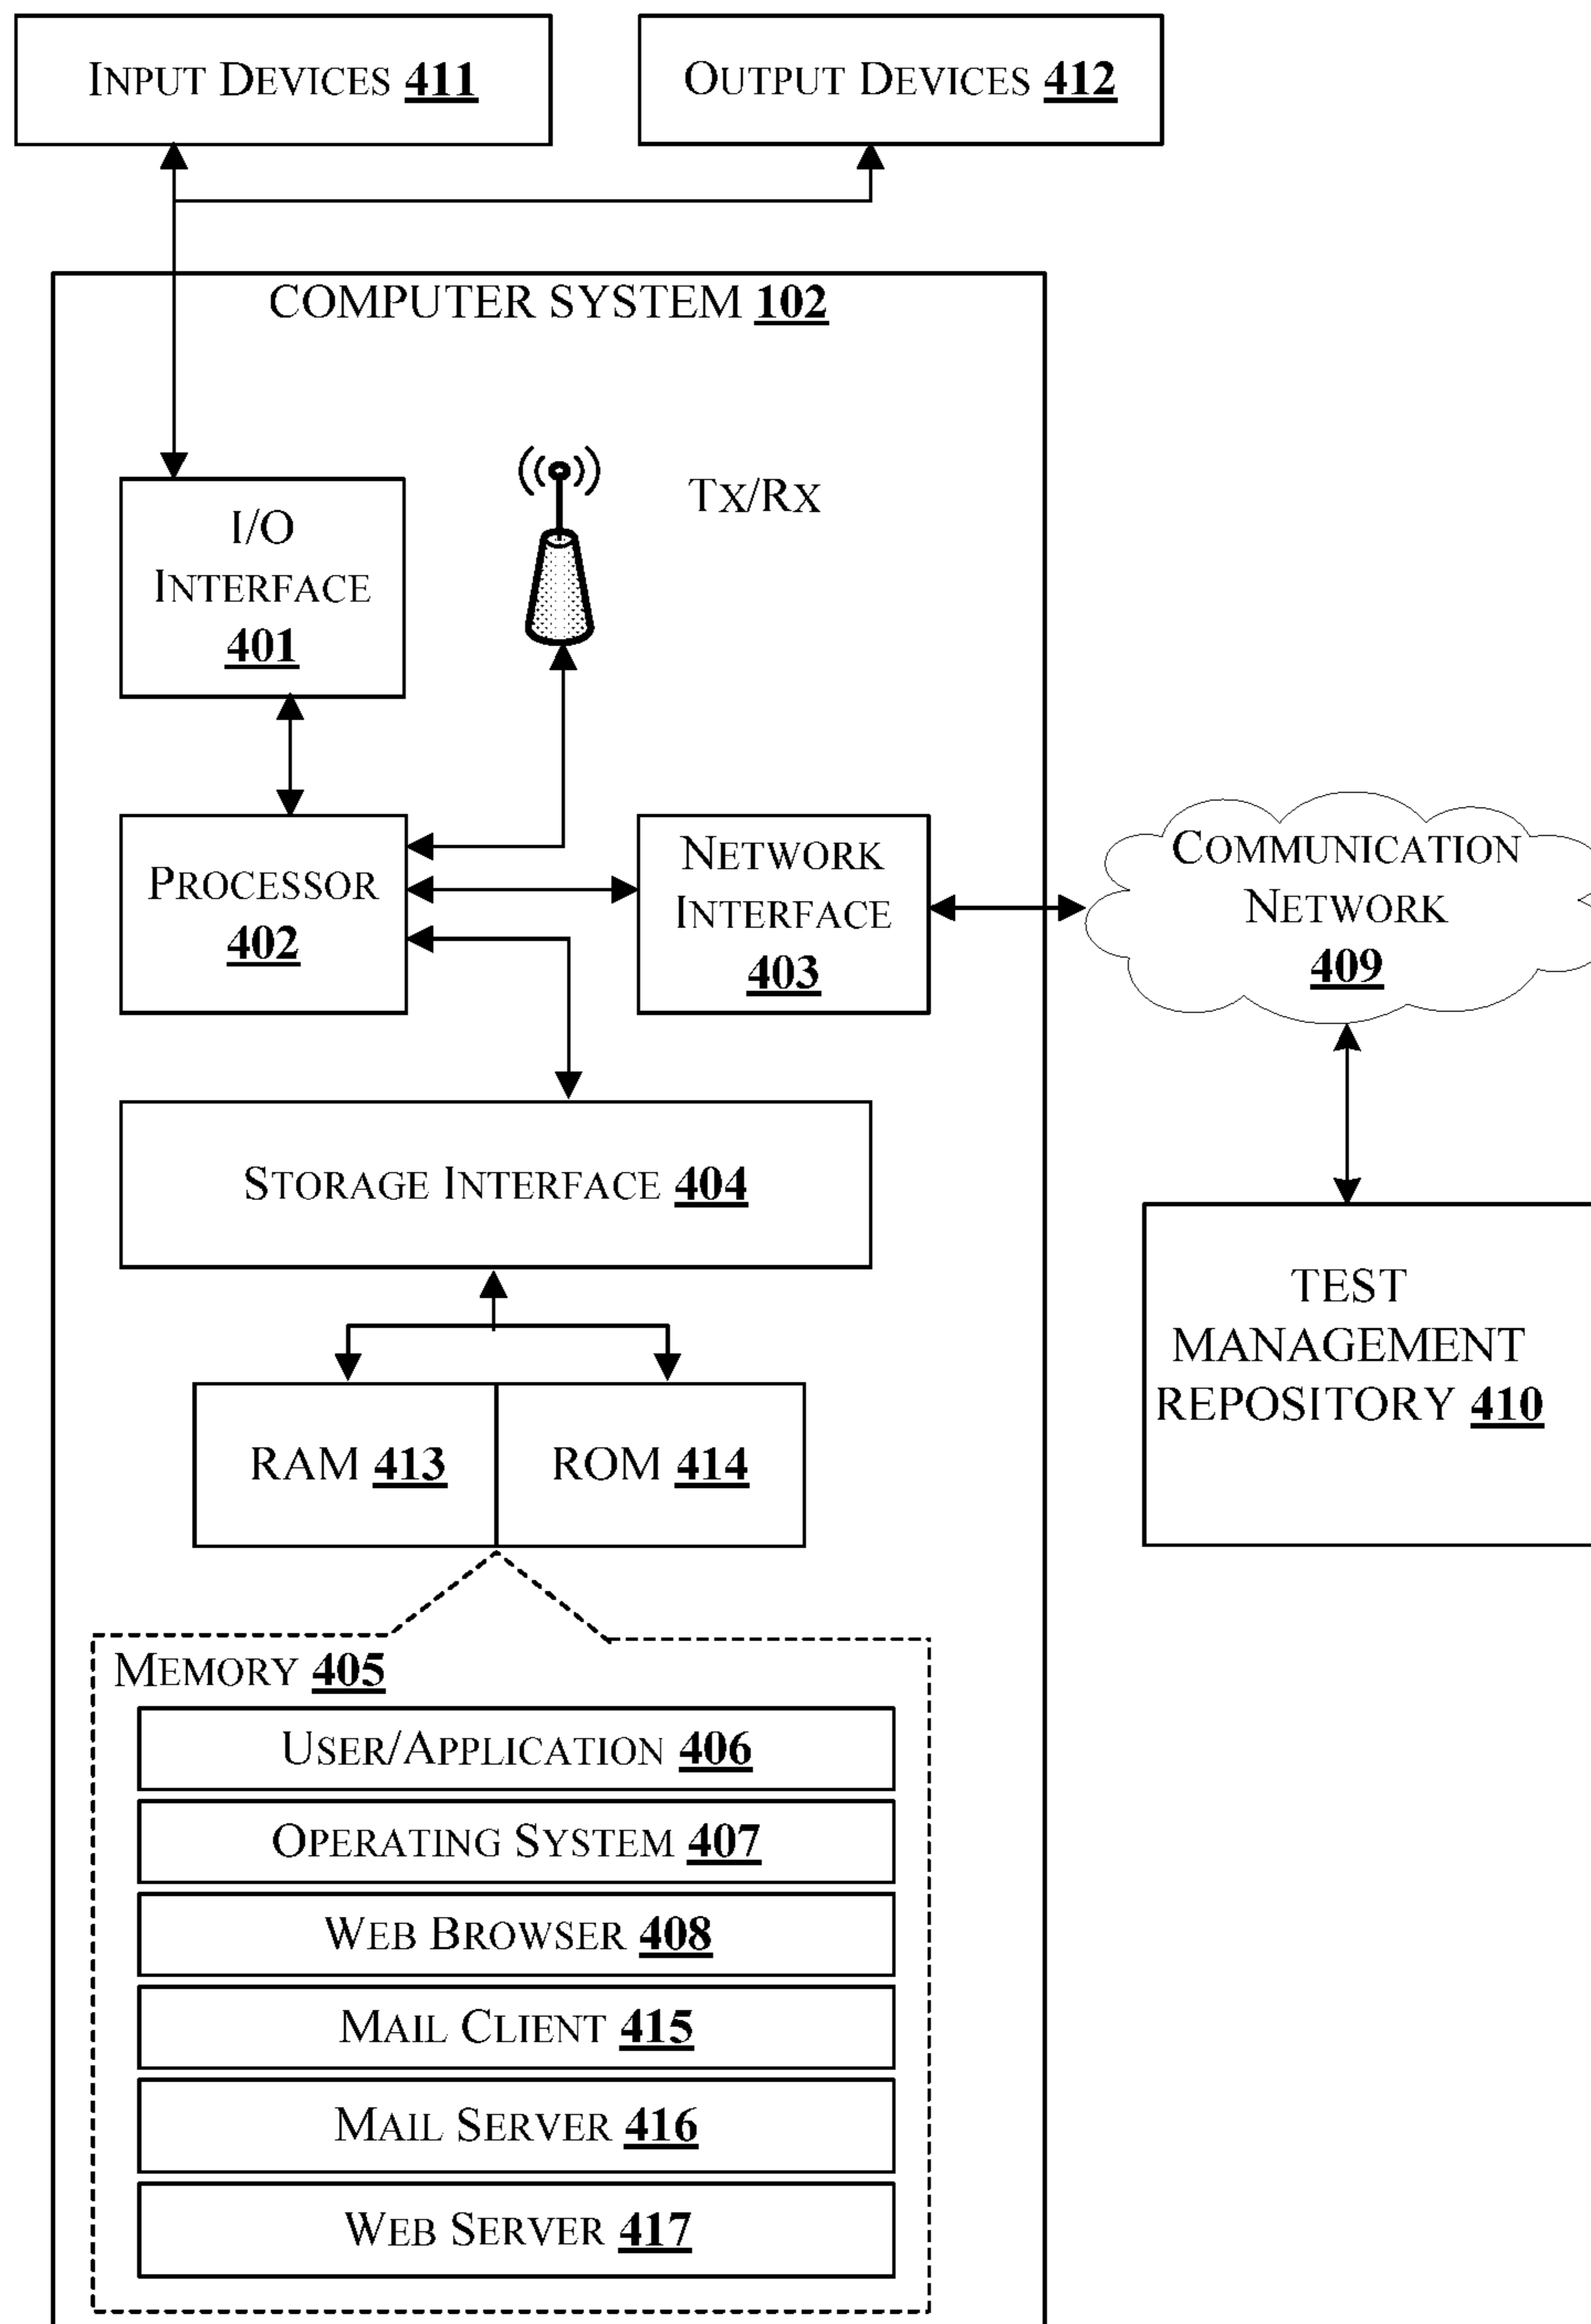 INPUT DEVICES 411
OUTPUT DEVICES 412
COMPUTER SYSTEM 102
I/O
INTERFACE
401
TX/RX
PROCESSOR
402
NETWORK
INTERFACE
403
COMMUNICATION
NETWORK
409
STORAGE INTERFACE 404
TEST
MANAGEMENT
REPOSITORY 410
RAM 413
ROM 414
MEMORY 405
USER/APPLICATION 406
OPERATING SYSTEM 407
WEB BROWSER 408
MAIL CLIENT 415
MAIL SERVER 416
WEB SERVER 417